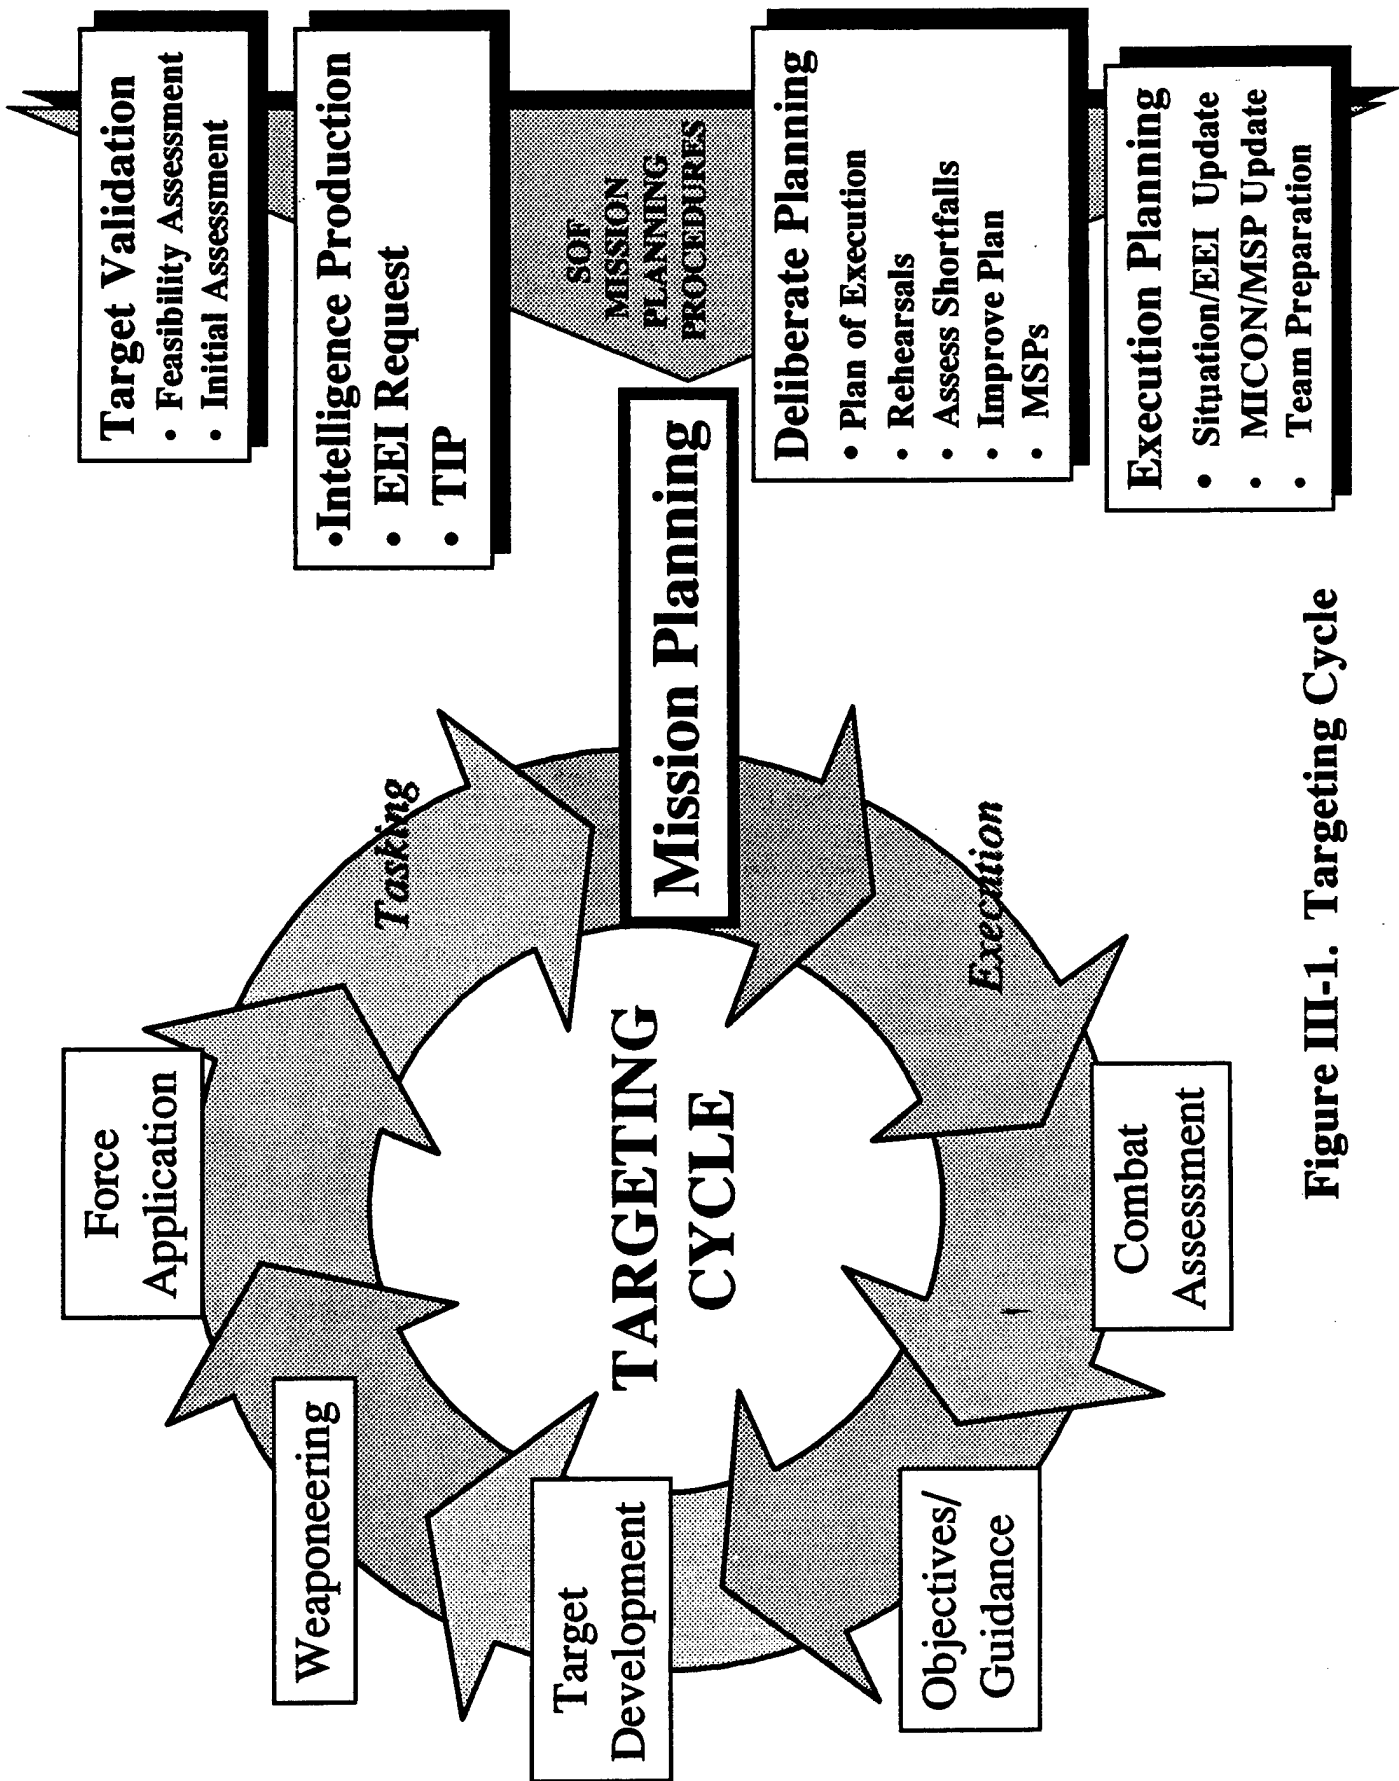 Force
Application
Weaponeering
Target
Development
Objectives/
Guidance
Combat
Assessment
Tasking
Execution
TARGETING
CYCLE
Mission Planning
SOF
MISSION
PLANNING
PROCEDURES
Target Validation
• Feasibility Assessment
• Initial Assessment
•Intelligence Production
• EEI Request
• TIP
Deliberate Planning
• Plan of Execution
• Rehearsals
• Assess Shortfalls
• Improve Plan
• MSPs
Execution Planning
• Situation/EEI Update
• MICON/MSP Update
• Team Preparation
Figure III-1. Targeting Cycle